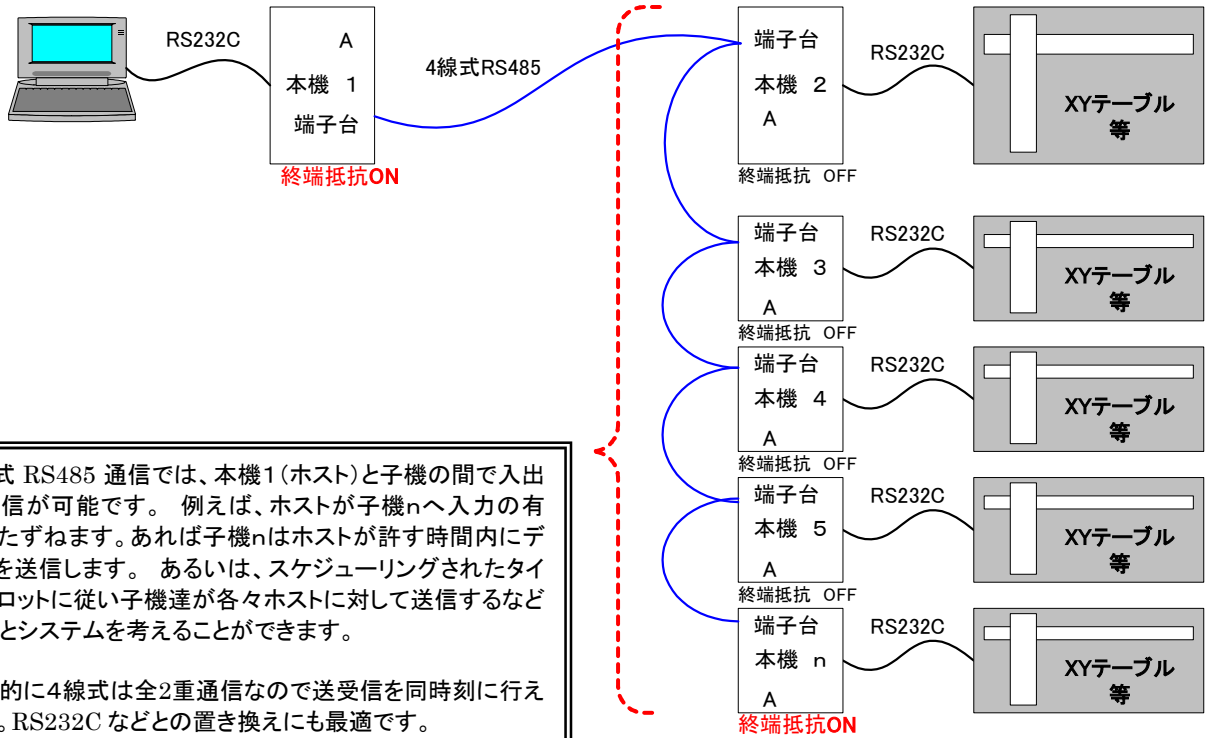 RS232C
A
本機 1
端子台
終端抵抗ON
4線式RS485
端子台
本機 2
A
終端抵抗 OFF
RS232C
XYテーブル
等
端子台
本機 3
A
終端抵抗 OFF
RS232C
XYテーブル
等
端子台
本機 4
A
終端抵抗 OFF
RS232C
XYテーブル
等
端子台
本機 5
A
終端抵抗 OFF
RS232C
XYテーブル
等
端子台
本機 n
A
終端抵抗ON
RS232C
XYテーブル
等
式 RS485 通信では、本機1(ホスト)と子機の間で入出
信が可能です。 例えば、ホストが子機nへ入力の有
たずねます。あれば子機nはホストが許す時間内にデ
を送信します。 あるいは、スケジューリングされたタイ
ロットに従い子機達が各々ホストに対して送信するなど
とシステムを考えることができます。
的に4線式は全2重通信なので送受信を同時刻に行え
。RS232C などとの置き換えにも最適です。